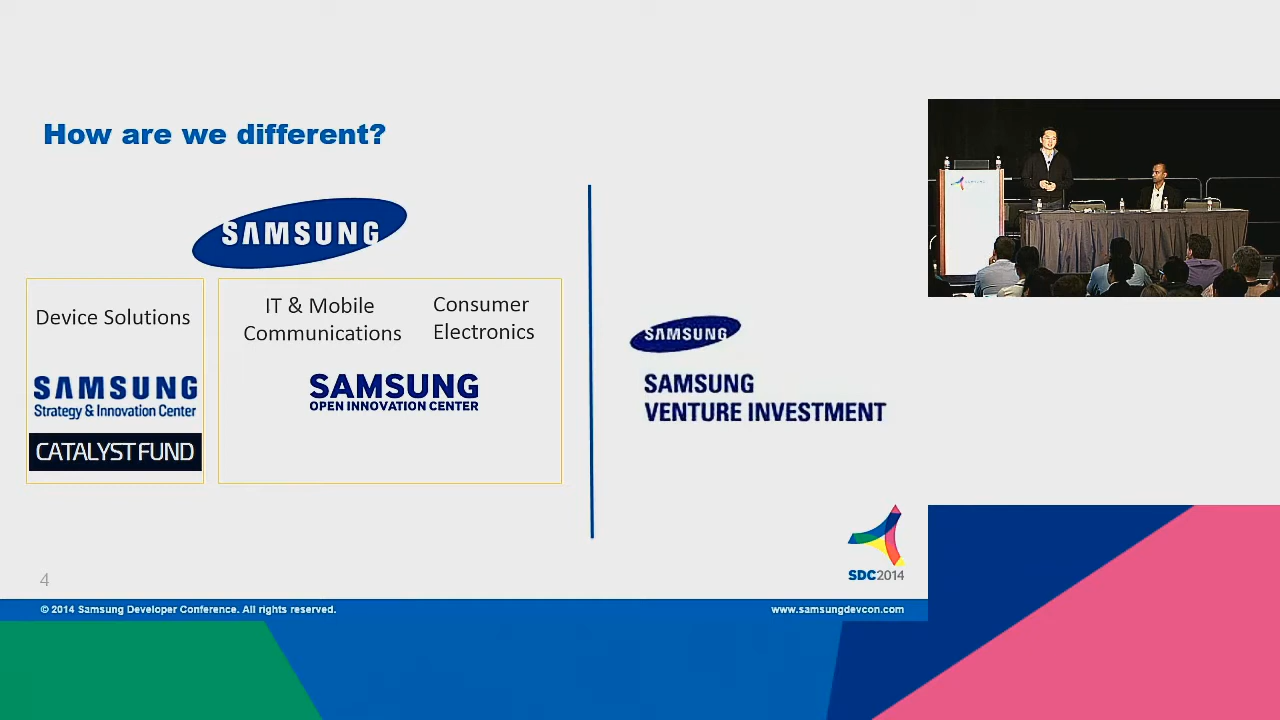 How are we different?
SAMSUNG
Device Solutions
SAMSUNG
Strategy & Innovation Center
CATALYST FUND
IT & Mobile
Communications
Consumer
Electronics
SAMSUNG
OPEN INNOVATION CENTER
SAMSUNG
SAMSUNG
VENTURE INVESTMENT
SDC2014
4
© 2014 Samsung Developer Conference. All rights reserved.
www.samsungdevcon.com